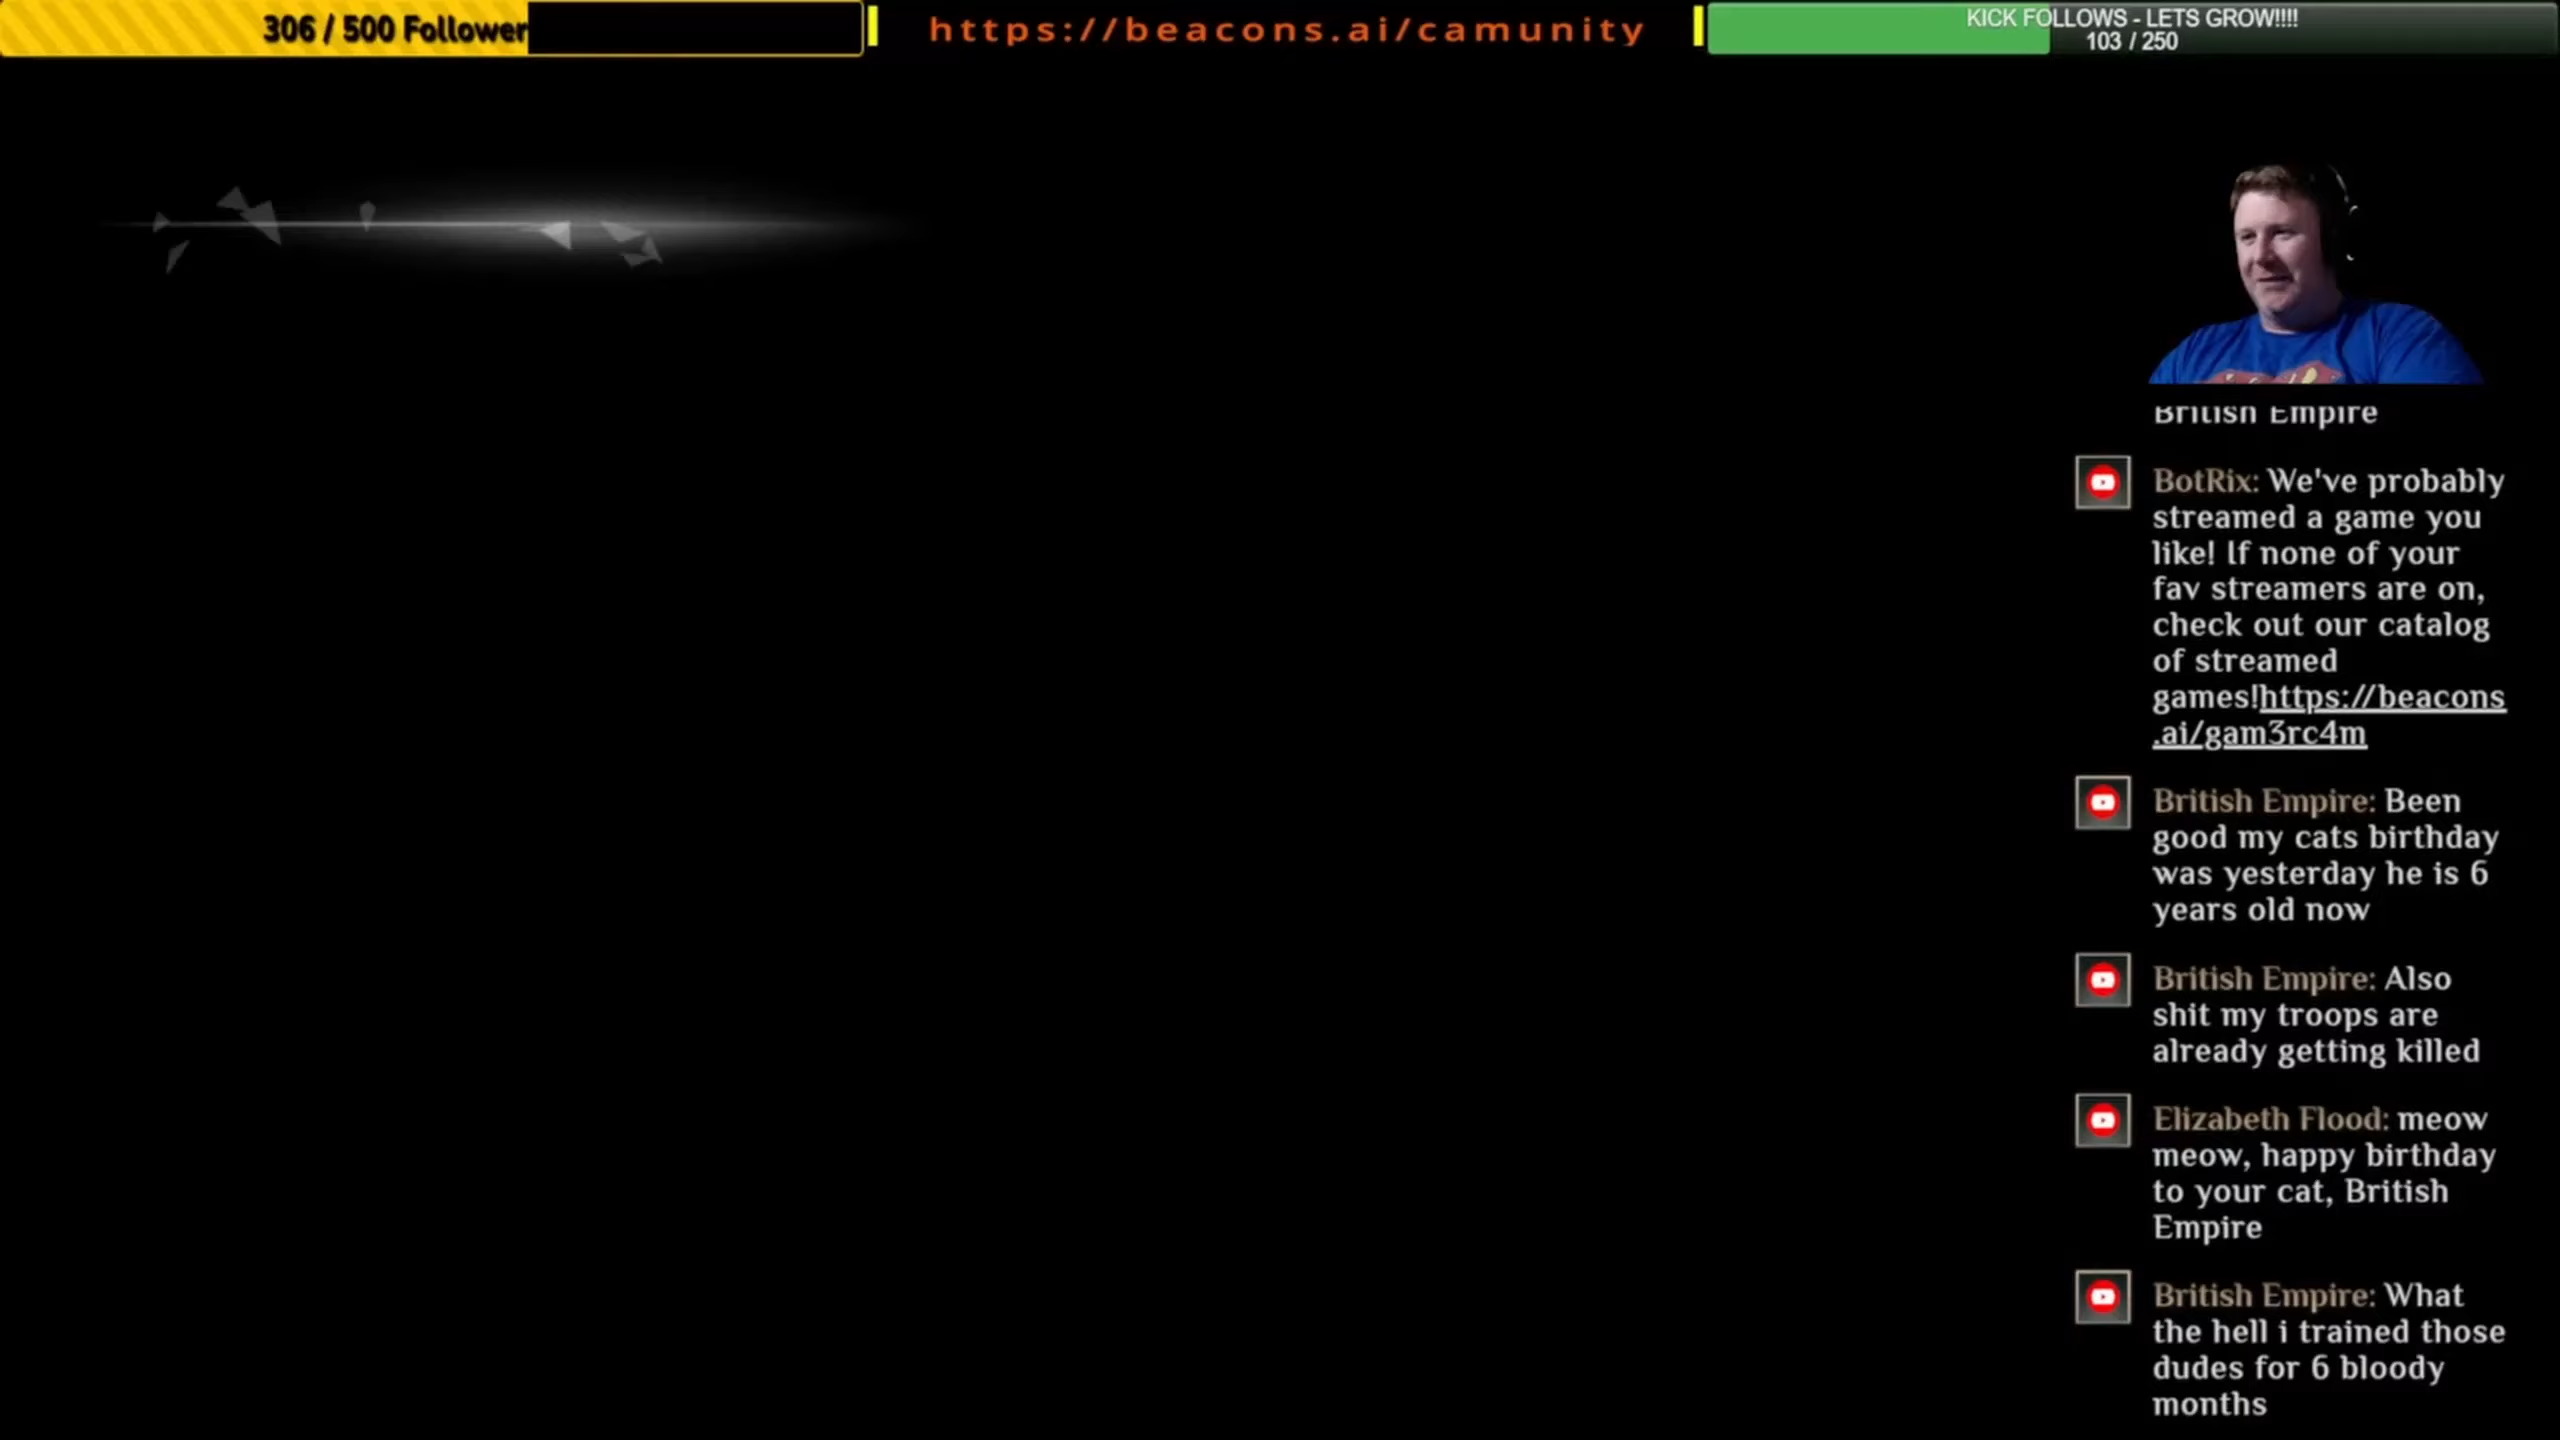 306 / 500 Follower
https://beacons.ai/camunity
KICK FOLLOWS - LETS GROW!!!!
103 / 250
British Empire
BotRix: We've probably
streamed a game you
like! If none of your
fav streamers are on,
check out our catalog
of streamed
games!https://beacons
.ai/gam3rc4m
British Empire: Been
good my cats birthday
was yesterday he is 6
years old now
British Empire: Also
shit my troops are
already getting killed
Elizabeth Flood: meow
meow, happy birthday
to your cat, British
Empire
British Empire: What
the hell i trained those
dudes for 6 bloody
months